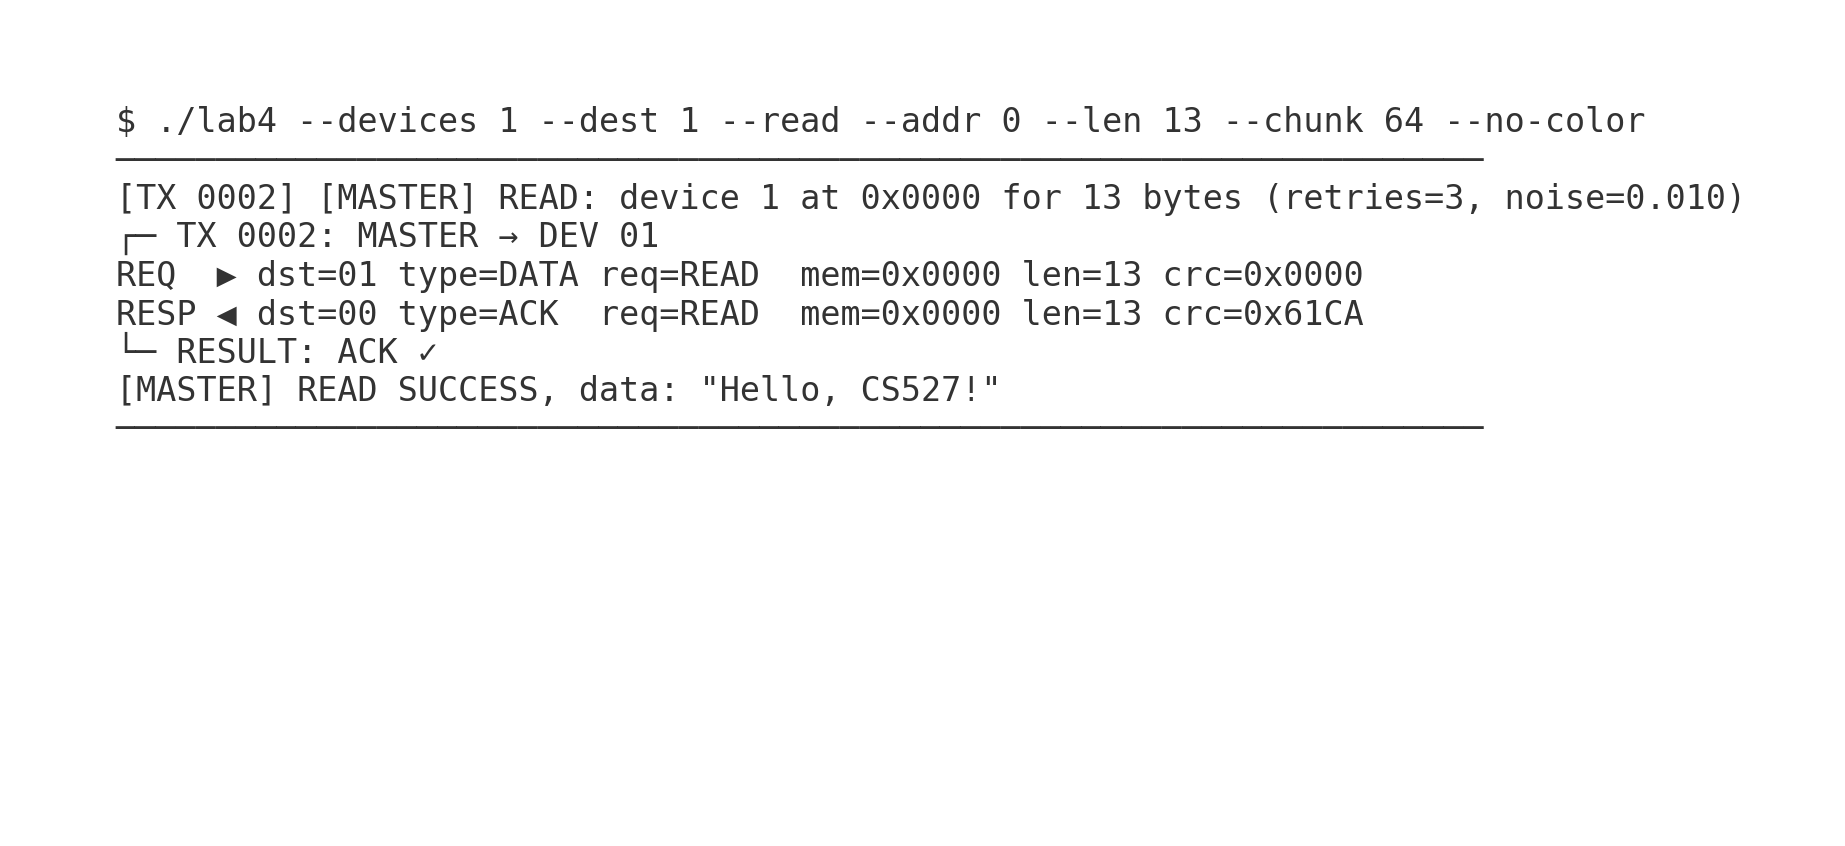 $ ./lab4 --devices 1 --dest 1 --read --addr 0 --len 13 --chunk 64 --no-color
────────────────────────────────────────────────────────────────────
[TX 0002] [MASTER] READ: device 1 at 0x0000 for 13 bytes (retries=3, noise=0.010)
┌─ TX 0002: MASTER → DEV 01
REQ  ▶ dst=01 type=DATA req=READ  mem=0x0000 len=13 crc=0x0000
RESP ◀ dst=00 type=ACK  req=READ  mem=0x0000 len=13 crc=0x61CA
└─ RESULT: ACK ✓
[MASTER] READ SUCCESS, data: "Hello, CS527!"
────────────────────────────────────────────────────────────────────